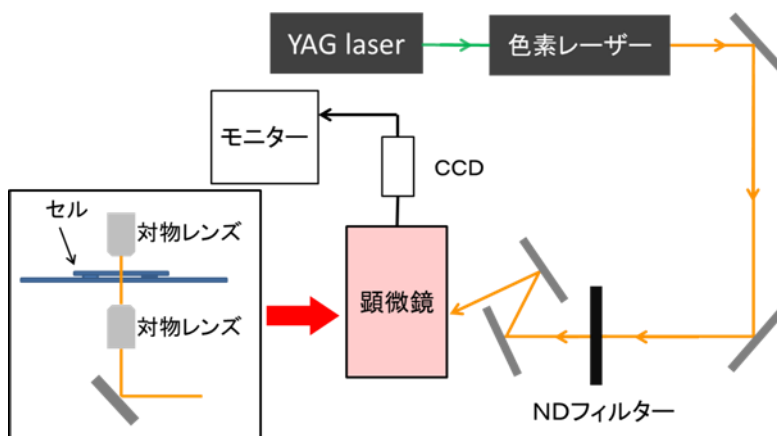 YAG laser
色素レーザー
モニター
CCD
セル
対物レンズ
対物レンズ
顕微鏡
NDフィルター